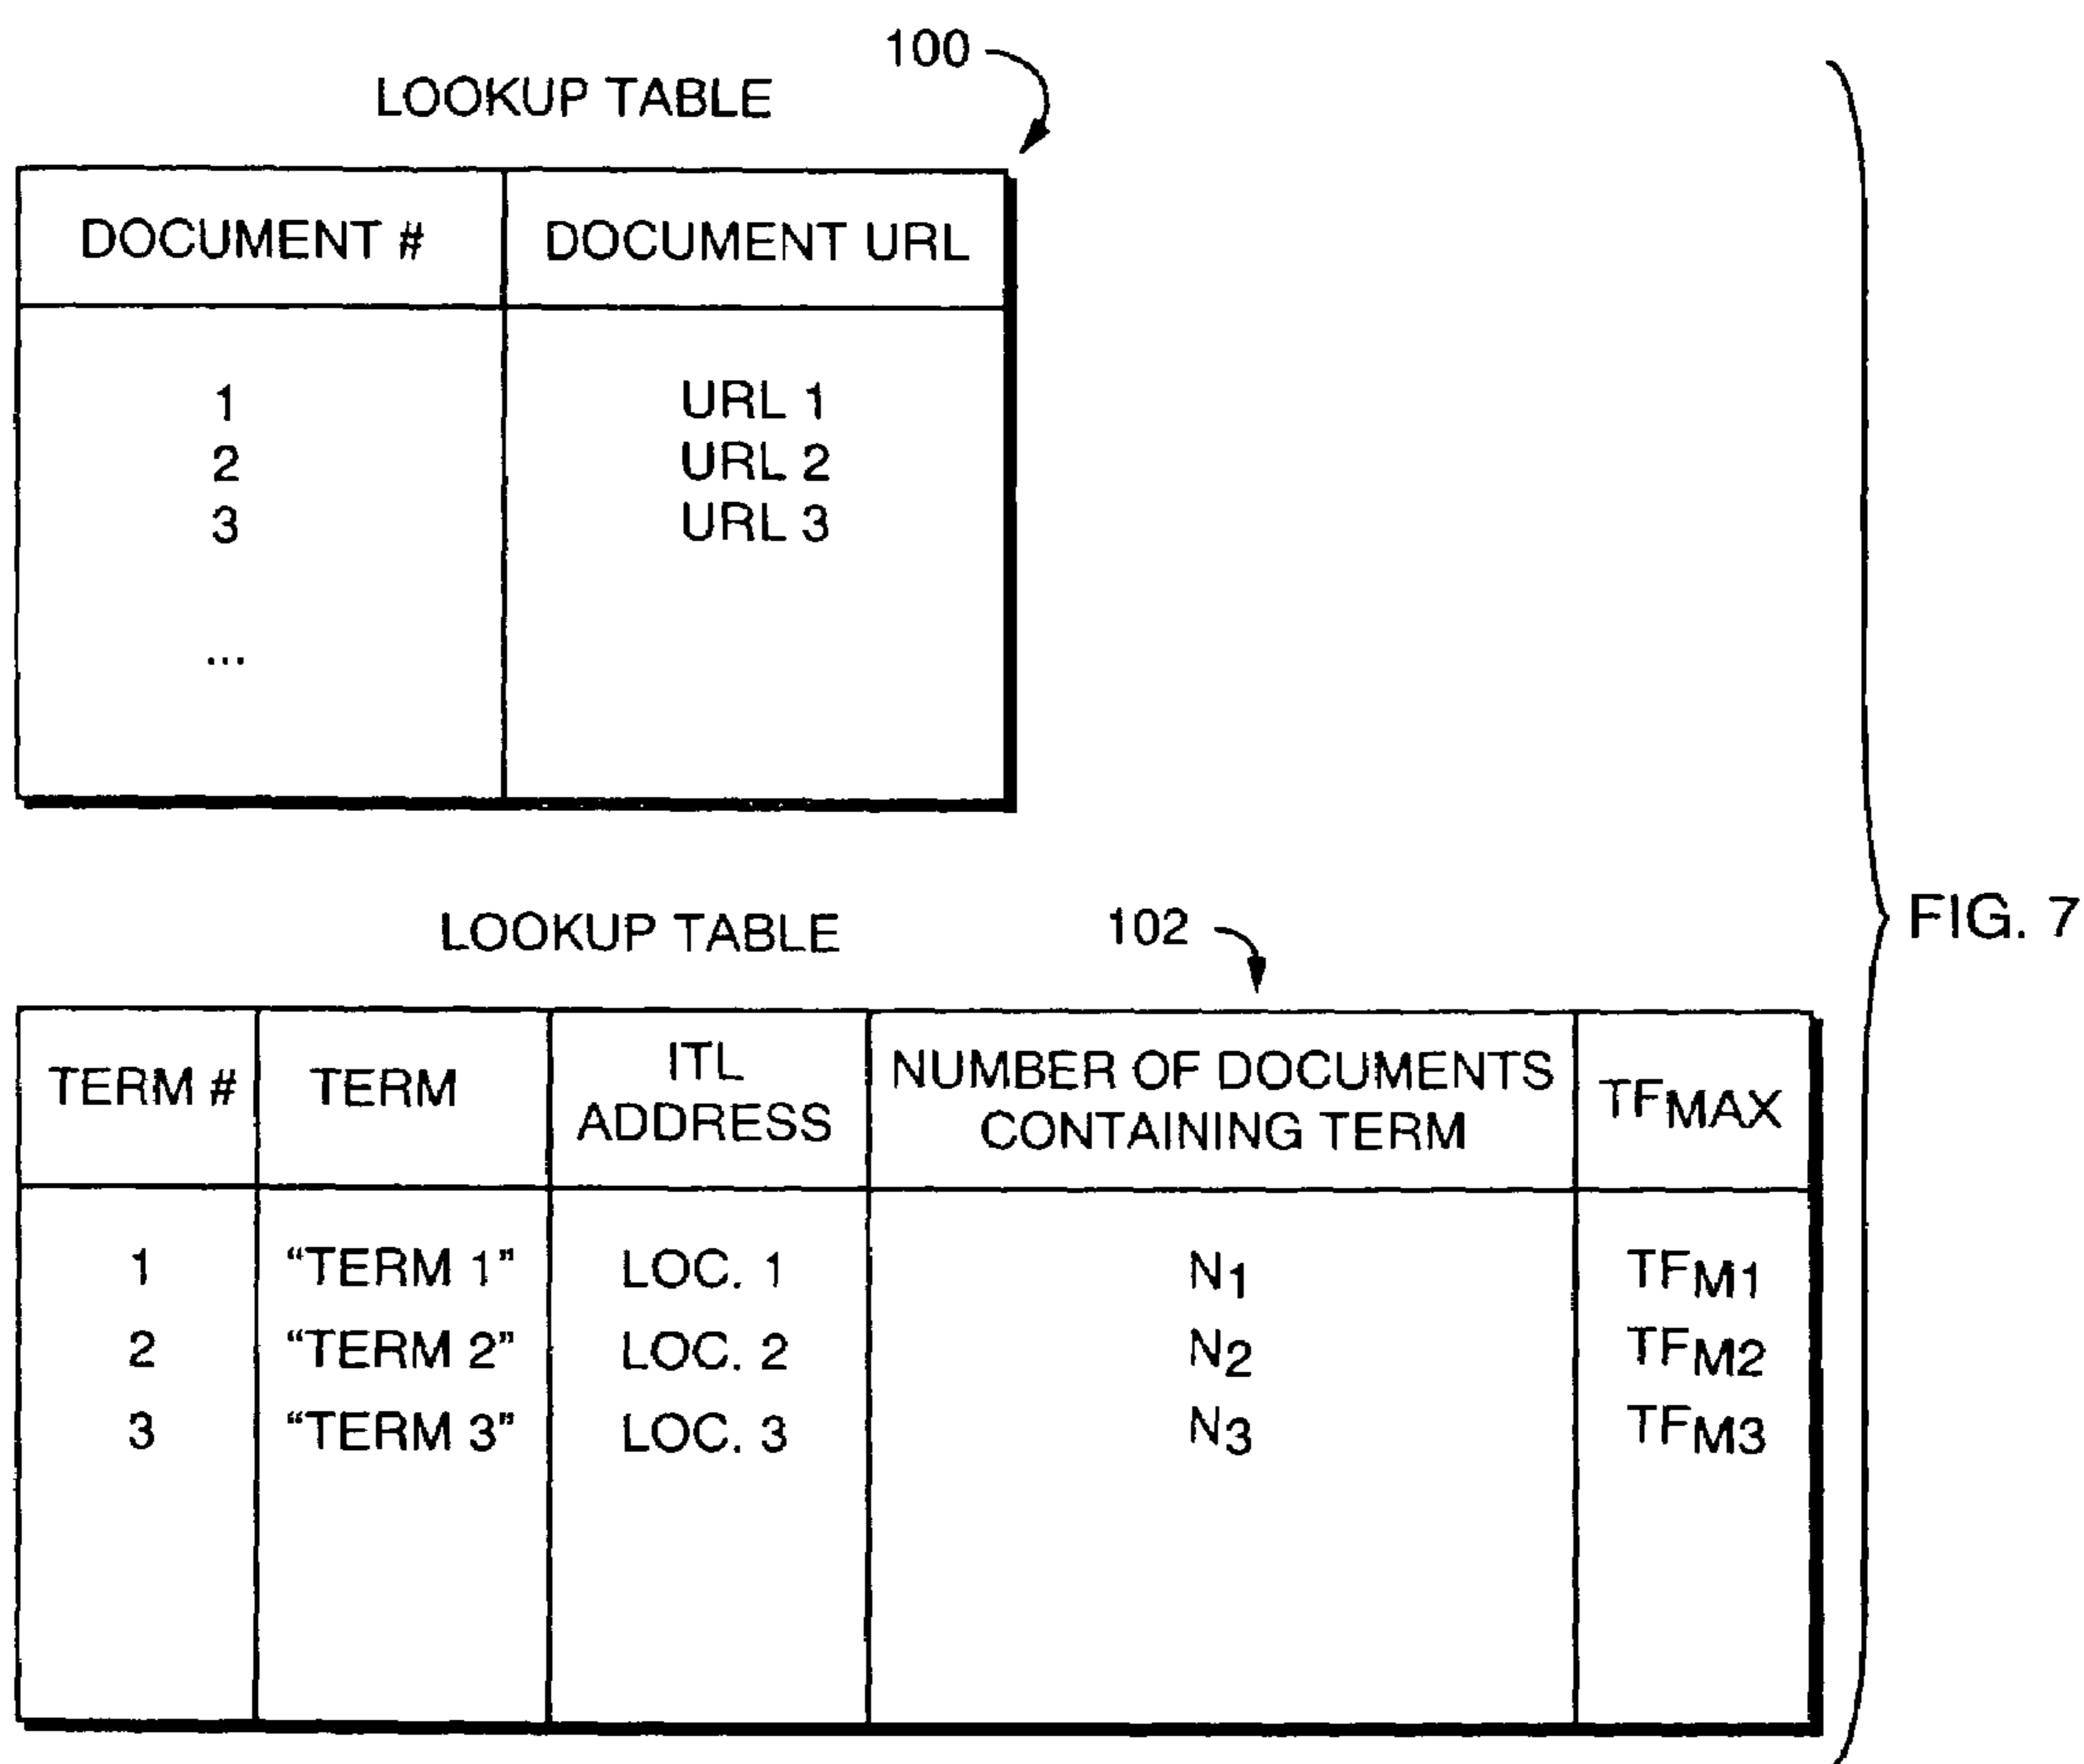 100
LOOKUP TABLE
DOCUMENT # DOCUMENT URL
1 URL 1
2 URL 2
3 URL 3
...
LOOKUP TABLE 102
FIG. 7
TERM # TERM ITL ADDRESS NUMBER OF DOCUMENTS CONTAINING TERM TFMAX
1 “TERM 1” LOC. 1 N1 TFM1
2 “TERM 2” LOC. 2 N2 TFM2
3 “TERM 3” LOC. 3 N3 TFM3